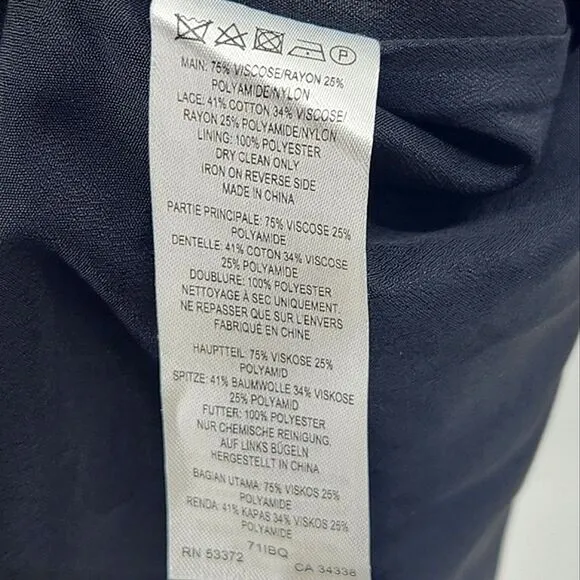 P
MAIN: 75% VISCOSE/RAYON 25%
POLYAMIDE/NYLON
LACE: 41% COTTON 34% VISCOSE/
RAYON 25% POLYAMIDE/NYLON
LINING: 100% POLYESTER
DRY CLEAN ONLY
IRON ON REVERSE SIDE
MADE IN CHINA
PARTIE PRINCIPALE: 75% VISCOSE 25%
POLYAMIDE
DENTELLE: 41% COTON 34% VISCOSE
25% POLYAMIDE
DOUBLURE: 100% POLYESTER
NETTOYAGE À SEC UNIQUEMENT.
NE REPASSER QUE SUR L'ENVERS
FABRIQUÉ EN CHINE
HAUPTTEIL: 75% VISKOSE 25%
POLYAMID
SPITZE: 41% BAUMWOLLE 34% VISKOSE
25% POLYAMID
FUTTER: 100% POLYESTER
NUR CHEMISCHE REINIGUNG.
AUF LINKS BÜGELN
HERGESTELLT IN CHINA
BAGIAN UTAMA: 75% VISKOS 25%
POLYAMIDE
RENDA: 41% KAPAS 34% VISKOS 25%
POLYAMIDE
71IBQ
RN 53372 CA 34338